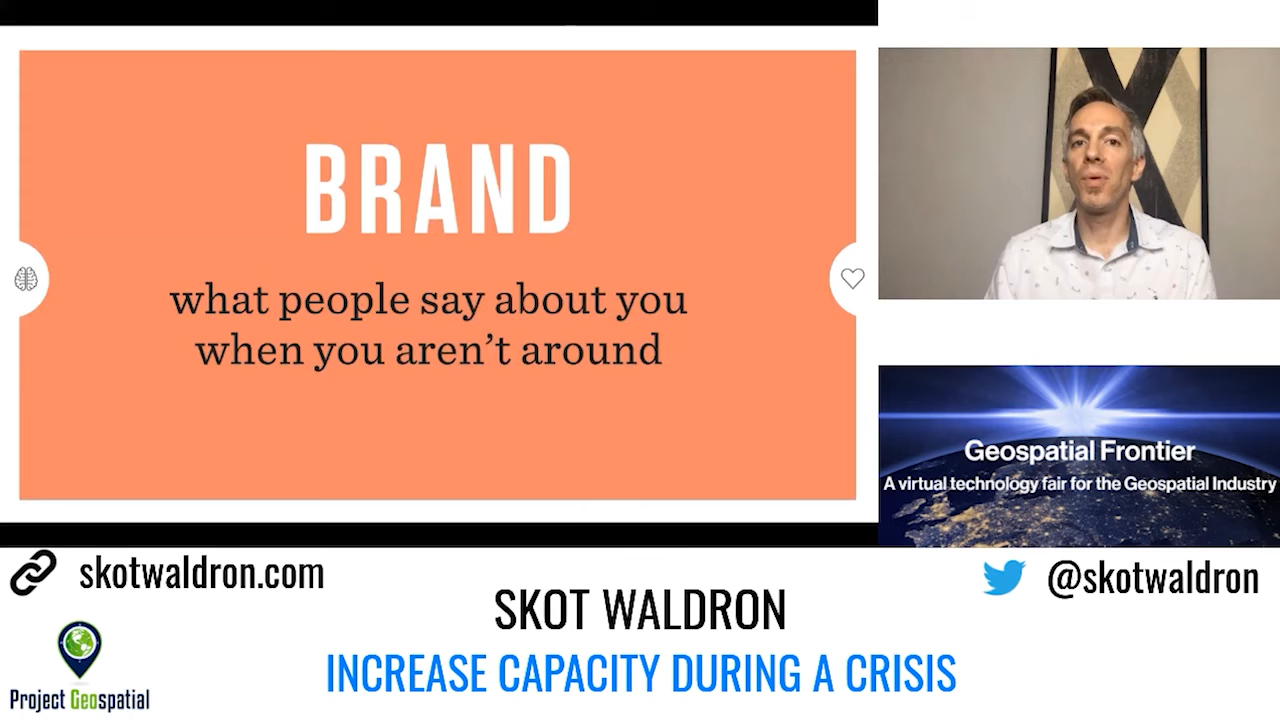 BRAND
what people say about you
when you aren’t around
Geospatial Frontier
A virtual technology fair for the Geospatial Industry
skotwaldron.com
@skotwaldron
SKOT WALDRON
INCREASE CAPACITY DURING A CRISIS
Project Geospatial